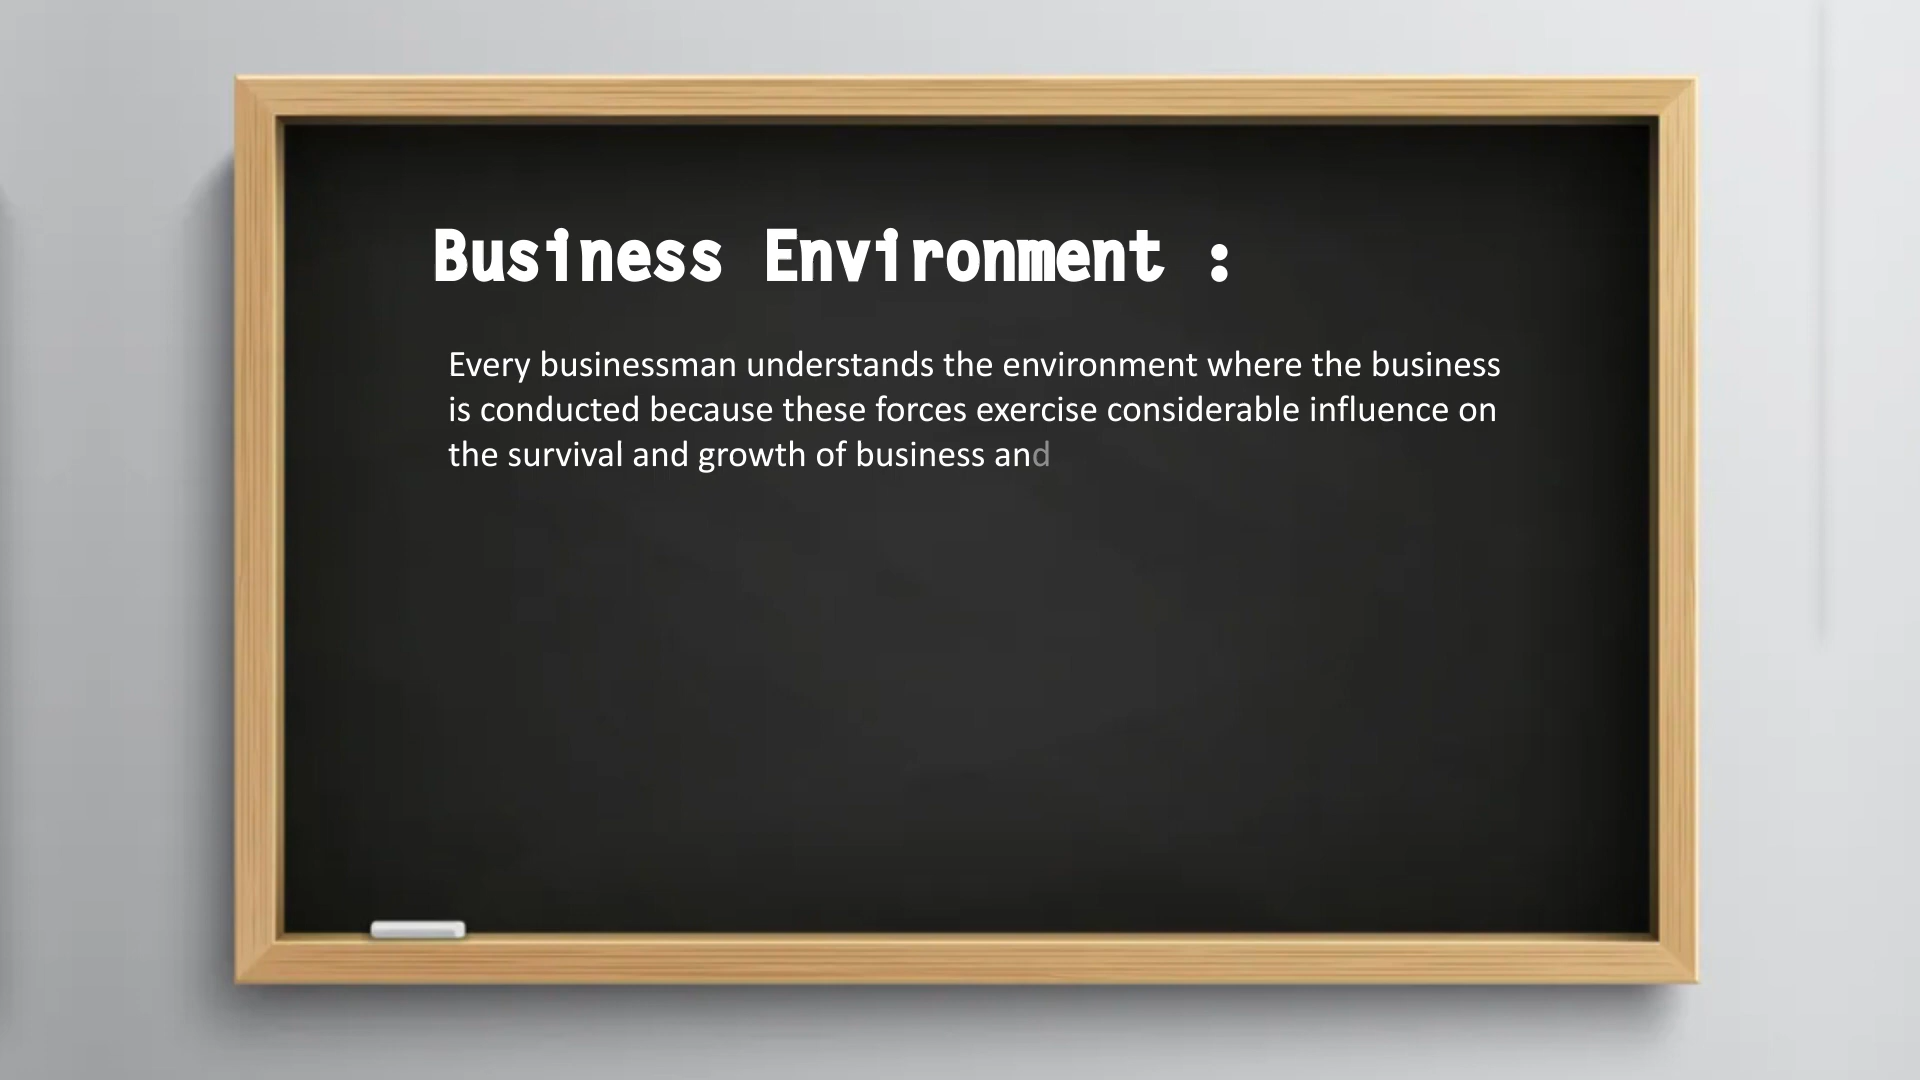 Business Environment :
Every businessman understands the environment where the business
is conducted because these forces exercise considerable influence on
the survival and growth of business and